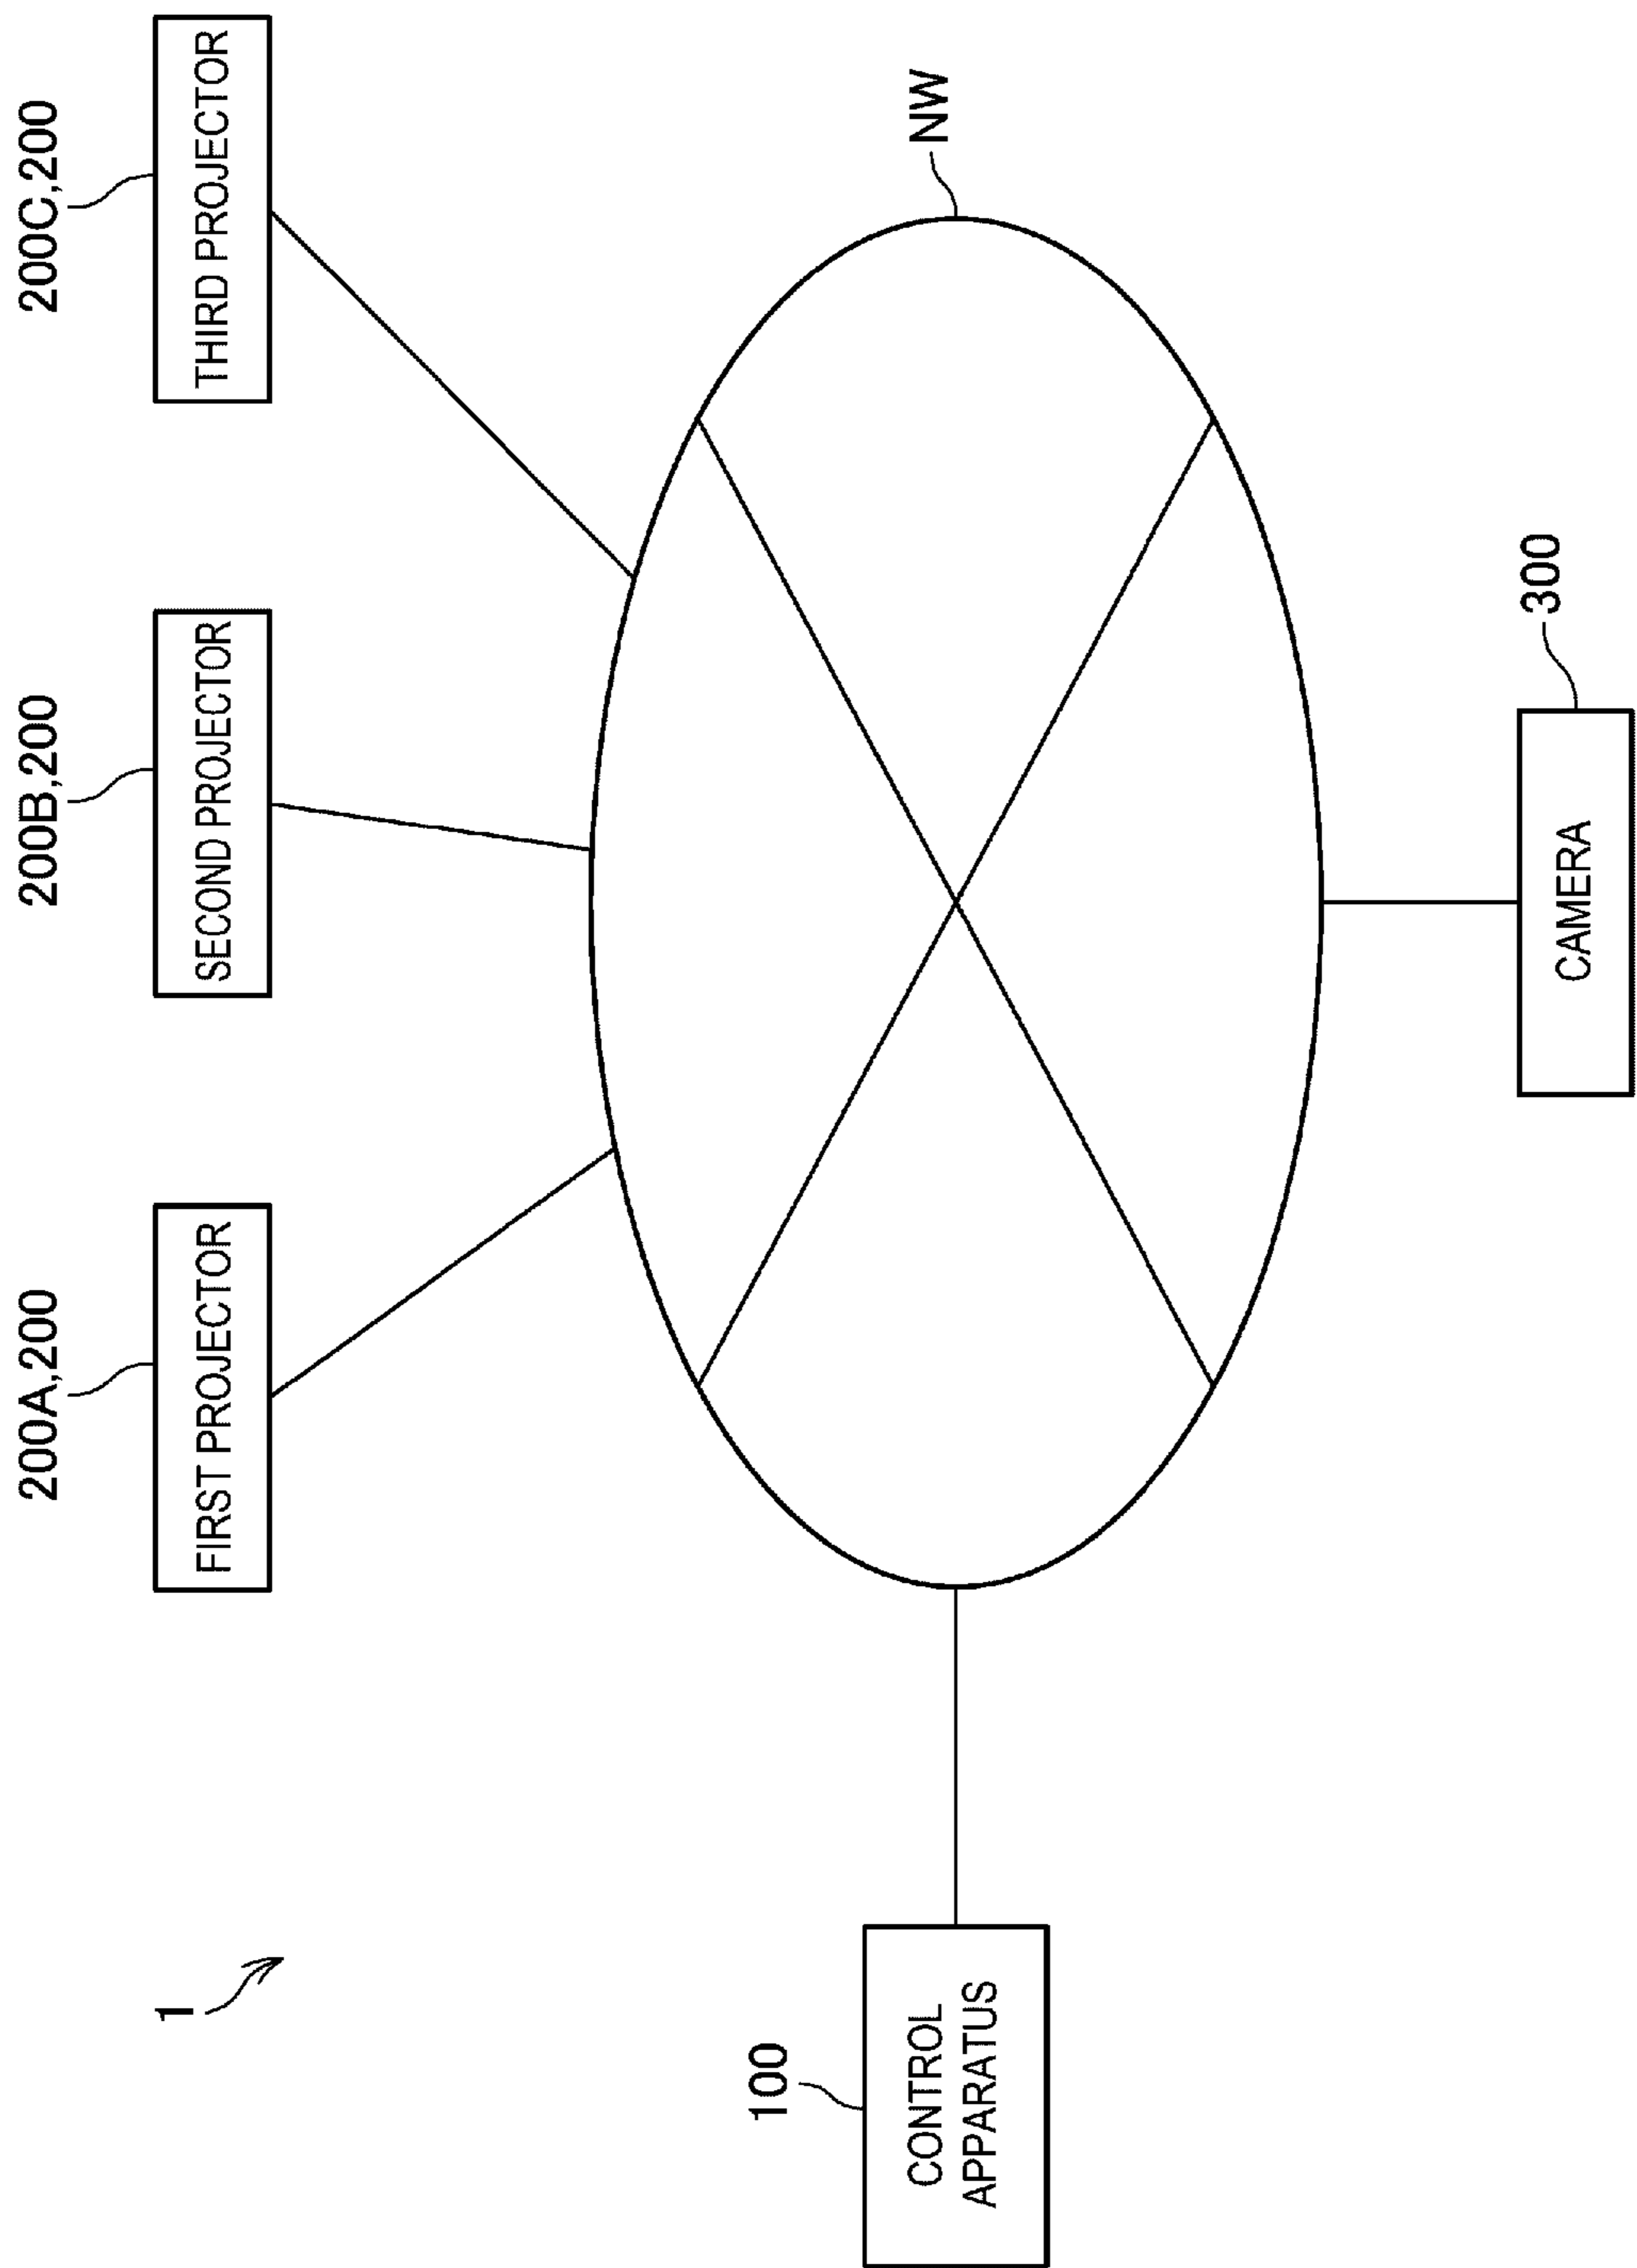 1
200A,200
200B,200
200C,200
FIRST PROJECTOR
SECOND PROJECTOR
THIRD PROJECTOR
100
NW
CONTROL
APPARATUS
300
CAMERA